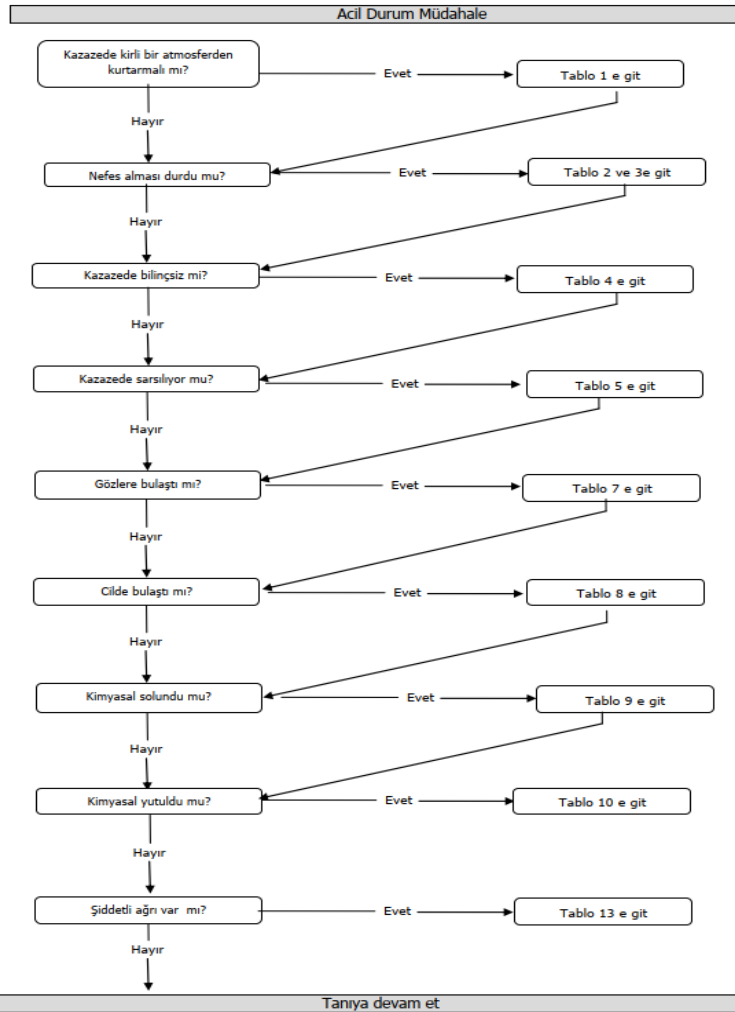 Acil Durum Müdahale
Kazazede kirli bir atmosferden
kurtarmalı mı?
Evet
Tablo 1 e git
Hayır
Nefes alması durdu mu?
Evet
Tablo 2 ve 3e git
Hayır
Kazazede bilinçsiz mi?
Evet
Tablo 4 e git
Hayır
Kazazede sarsılıyor mu?
Evet
Tablo 5 e git
Hayır
Gözlere bulaştı mı?
Evet
Tablo 7 e git
Hayır
Cilde bulaştı mı?
Evet
Tablo 8 e git
Hayır
Kimyasal solundu mu?
Evet
Tablo 9 e git
Hayır
Kimyasal yutuldu mu?
Evet
Tablo 10 e git
Hayır
Şiddetli ağrı var mı?
Evet
Tablo 13 e git
Hayır
Tanıya devam et